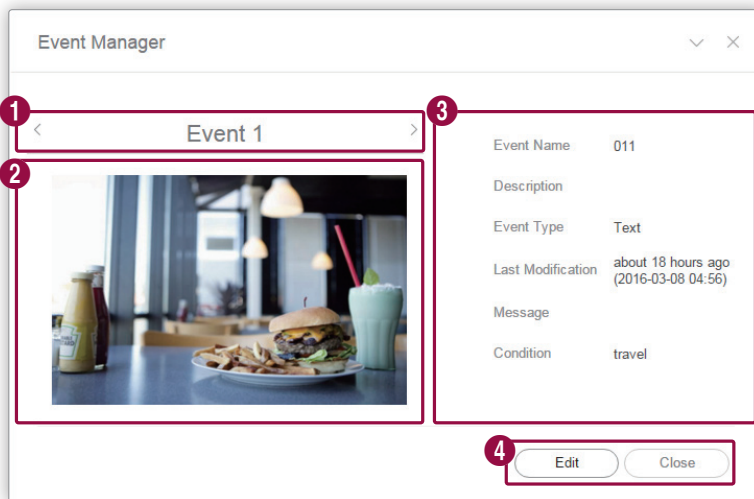 Event Manager
1
Event 1
2
3
Event Name 011
Description
Event Type Text
Last Modification about 18 hours ago
(2016-03-08 04:56)
Message
Condition travel
4
Edit Close